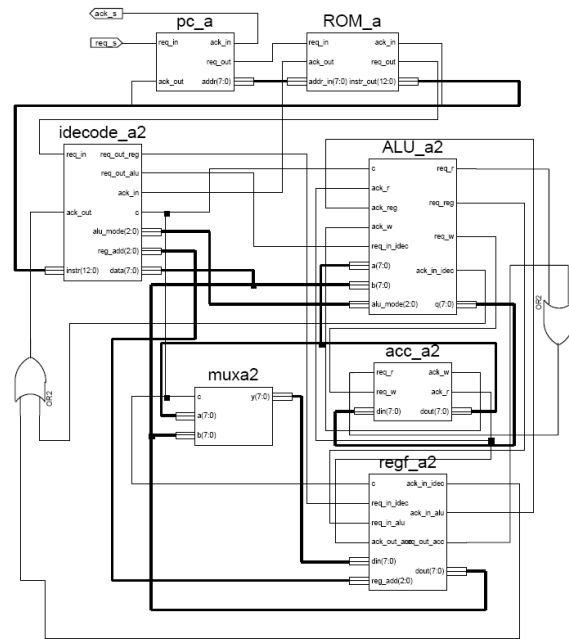 ack_s
req_s
pc_a
req_in
ack_in
req_out
ack_out
addr(7:0)
ROM_a
req_in
ack_in
ack_out
req_out
addr_in(7:0)
instr_out(12:0)
idecode_a2
req_in
req_out_reg
req_out_alu
ack_in
ack_out
c
alu_mode(2:0)
reg_add(2:0)
instr(12:0)
data(7:0)
ALU_a2
c
req_r
ack_r
ack_reg
req_reg
ack_w
req_w
req_in_idec
ack_in_idec
a(7:0)
b(7:0)
alu_mode(2:0)
q(7:0)
OR2
acc_a2
req_r
ack_w
req_w
ack_r
din(7:0)
dout(7:0)
OR2
muxa2
c
y(7:0)
a(7:0)
b(7:0)
regf_a2
c
ack_in_idec
req_in_idec
ack_in_alu
req_in_alu
ack_out_acc
req_out_acc
din(7:0)
dout(7:0)
reg_add(2:0)